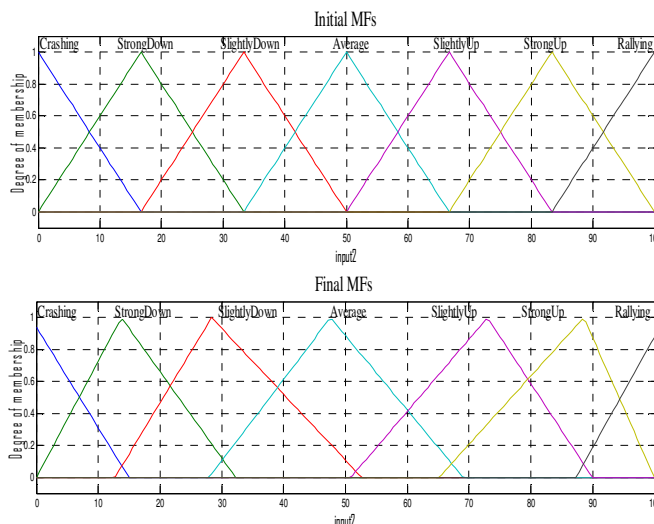 Initial MFs
Crashing StrongDown SlightlyDown Average SlightlyUp StrongUp Rallying
1
0.8
0.6
0.4
0.2
0
Degree of membership
0 10 20 30 40 50 60 70 80 90 100
input2
Final MFs
Crashing StrongDown SlightlyDown Average SlightlyUp StrongUp Rallying
1
0.8
0.6
0.4
0.2
0
Degree of membership
0 10 20 30 40 50 60 70 80 90 100
input2